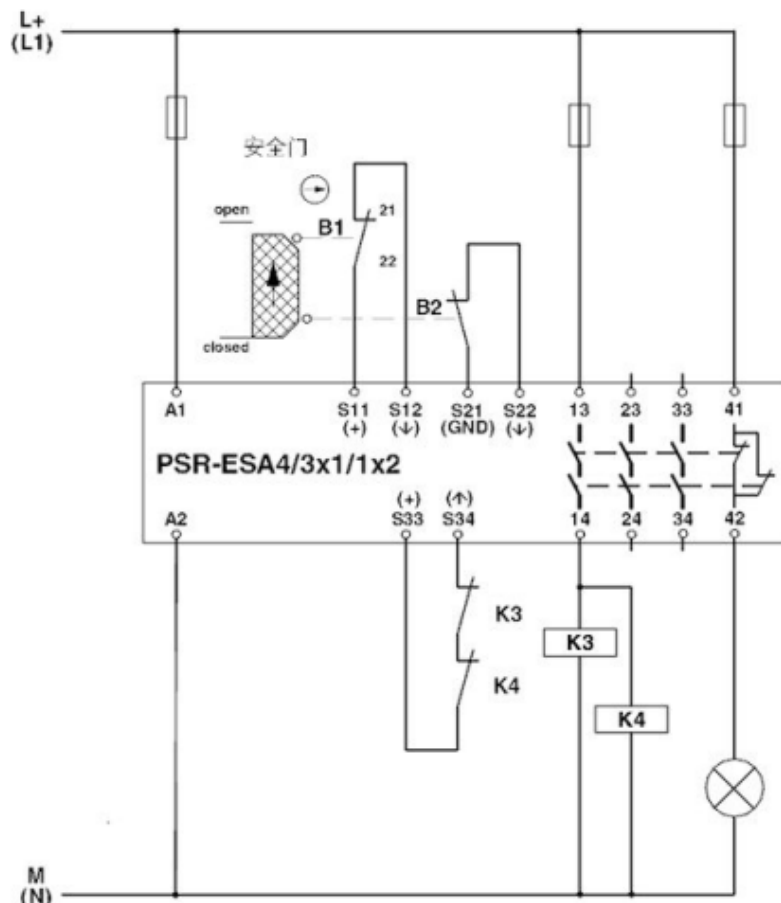 L+
(L1)
安全门
open
B1
21
22
B2
closed
A1
S11
(+)
S12
(↓)
S21
(GND)
S22
(↓)
13
23
33
41
PSR-ESA4/3x1/1x2
A2
(+)
S33
(↑)
S34
14
24
34
42
K3
K3
K4
K4
M
(N)